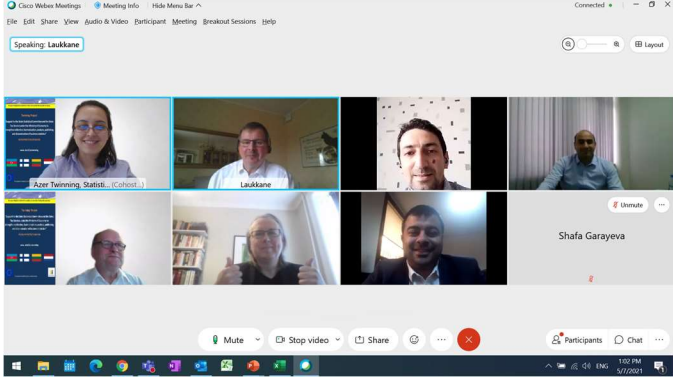 Cisco Webex Meetings
Meeting Info
Hide Menu Bar
Connected
File Edit Share View Audio & Video Participant Meeting Breakout Sessions Help
Speaking: Laukkane
Layout
Azer Twinning, Statisti... (Cohost...)
Laukkane
Unmute
Shafa Garayeva
Mute
Stop video
Share
Participants
Chat
ENG
1:02 PM
5/7/2021